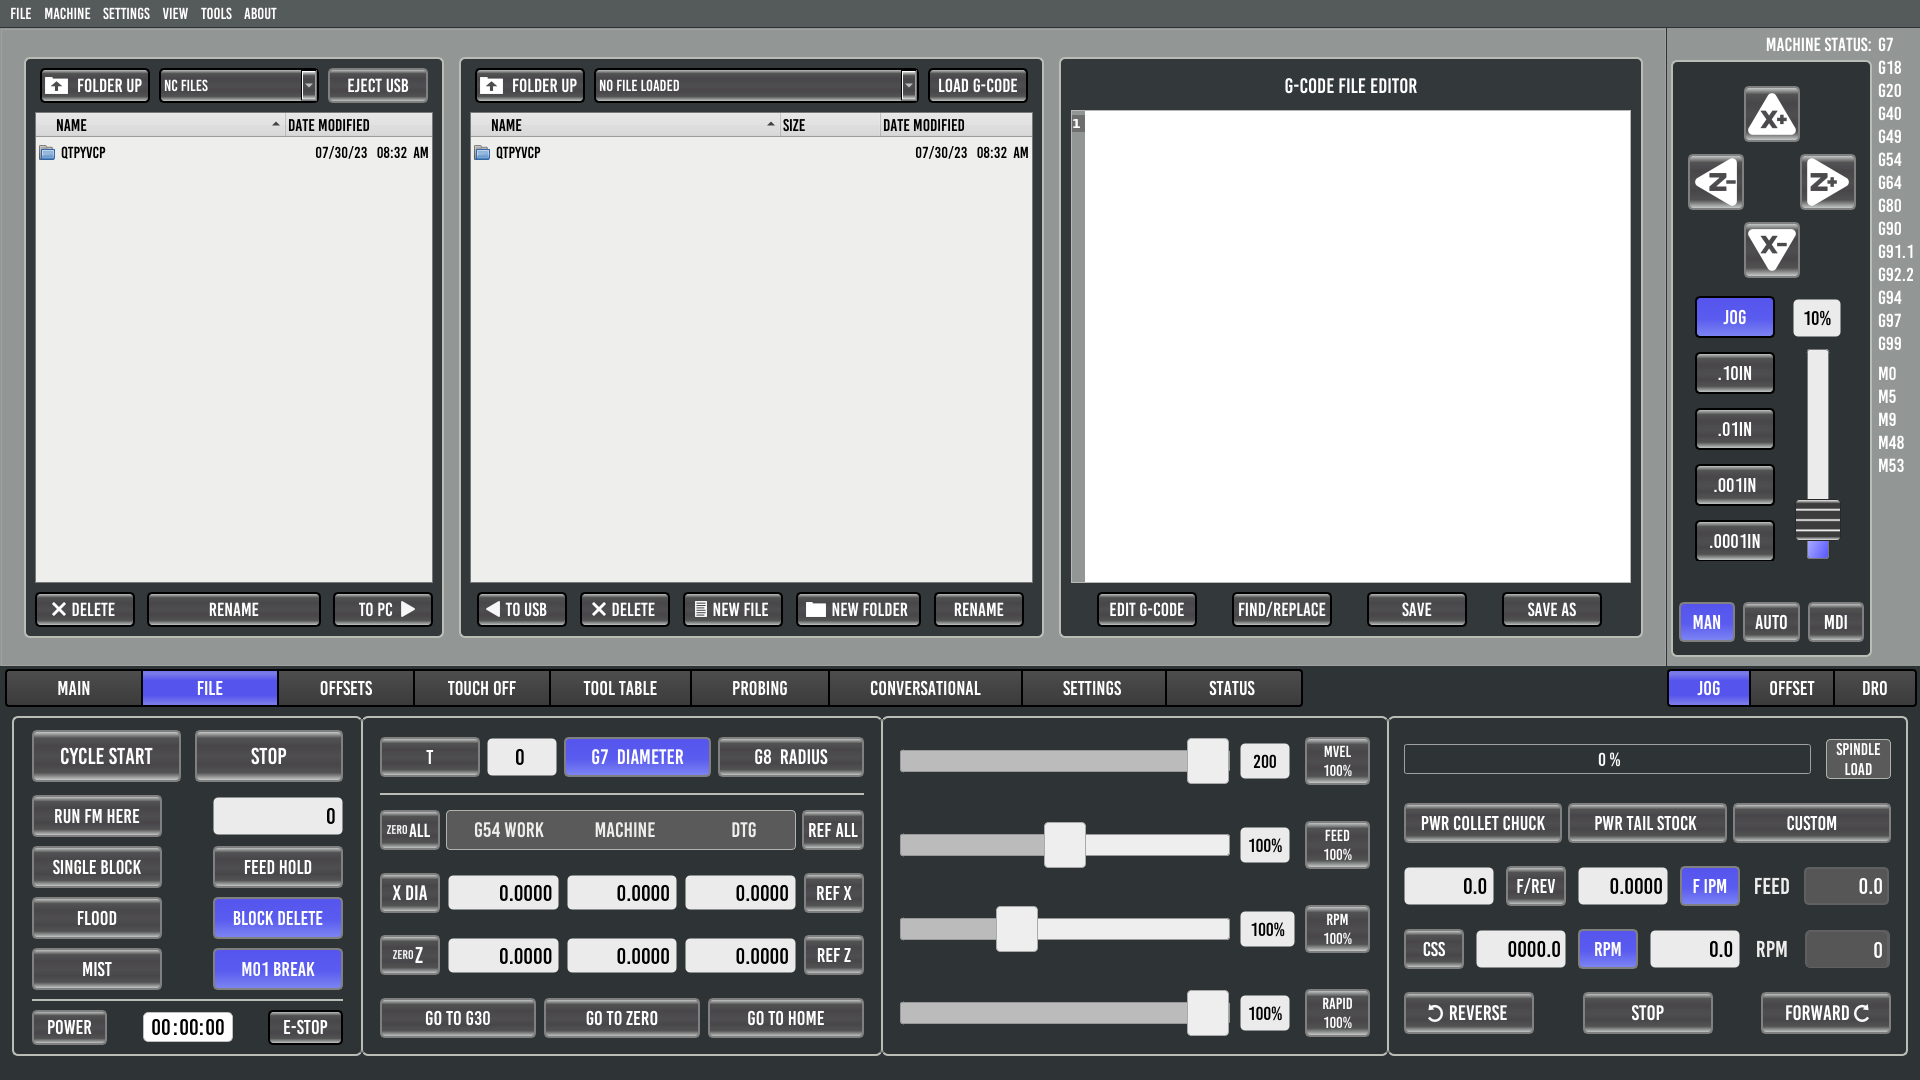 FILE MACHINE SETTINGS VIEW TOOLS ABOUT
MACHINE STATUS: G7
G18
G20
G40
G49
G54
G64
G80
G90
G91.1
G92.2
G94
G97
G99
M0
M5
M9
M48
M53
FOLDER UP NC FILES EJECT USB
NAME DATE MODIFIED
QTPYVCP 07/30/23 08:32 AM
DELETE RENAME TO PC
FOLDER UP NO FILE LOADED LOAD G-CODE
NAME SIZE DATE MODIFIED
QTPYVCP 07/30/23 08:32 AM
TO USB DELETE NEW FILE NEW FOLDER RENAME
G-CODE FILE EDITOR
1
EDIT G-CODE FIND/REPLACE SAVE SAVE AS
X+
Z- Z+
X-
JOG 10%
.10IN
.01IN
.001IN
.0001IN
MAN AUTO MDI
MAIN FILE OFFSETS TOUCH OFF TOOL TABLE PROBING CONVERSATIONAL SETTINGS STATUS
JOG OFFSET DRO
CYCLE START STOP
RUN FM HERE 0
SINGLE BLOCK FEED HOLD
FLOOD BLOCK DELETE
MIST M01 BREAK
POWER 00:00:00 E-STOP
T 0 G7 DIAMETER G8 RADIUS
ZERO ALL G54 WORK MACHINE DTG REF ALL
X DIA 0.0000 0.0000 0.0000 REF X
ZERO Z 0.0000 0.0000 0.0000 REF Z
GO TO G30 GO TO ZERO GO TO HOME
200 MVEL
100%
100% FEED
100%
100% RPM
100%
100% RAPID
100%
0 % SPINDLE
LOAD
PWR COLLET CHUCK PWR TAIL STOCK CUSTOM
0.0 F/REV 0.0000 F IPM FEED 0.0
CSS 0000.0 RPM 0.0 RPM 0
REVERSE STOP FORWARD